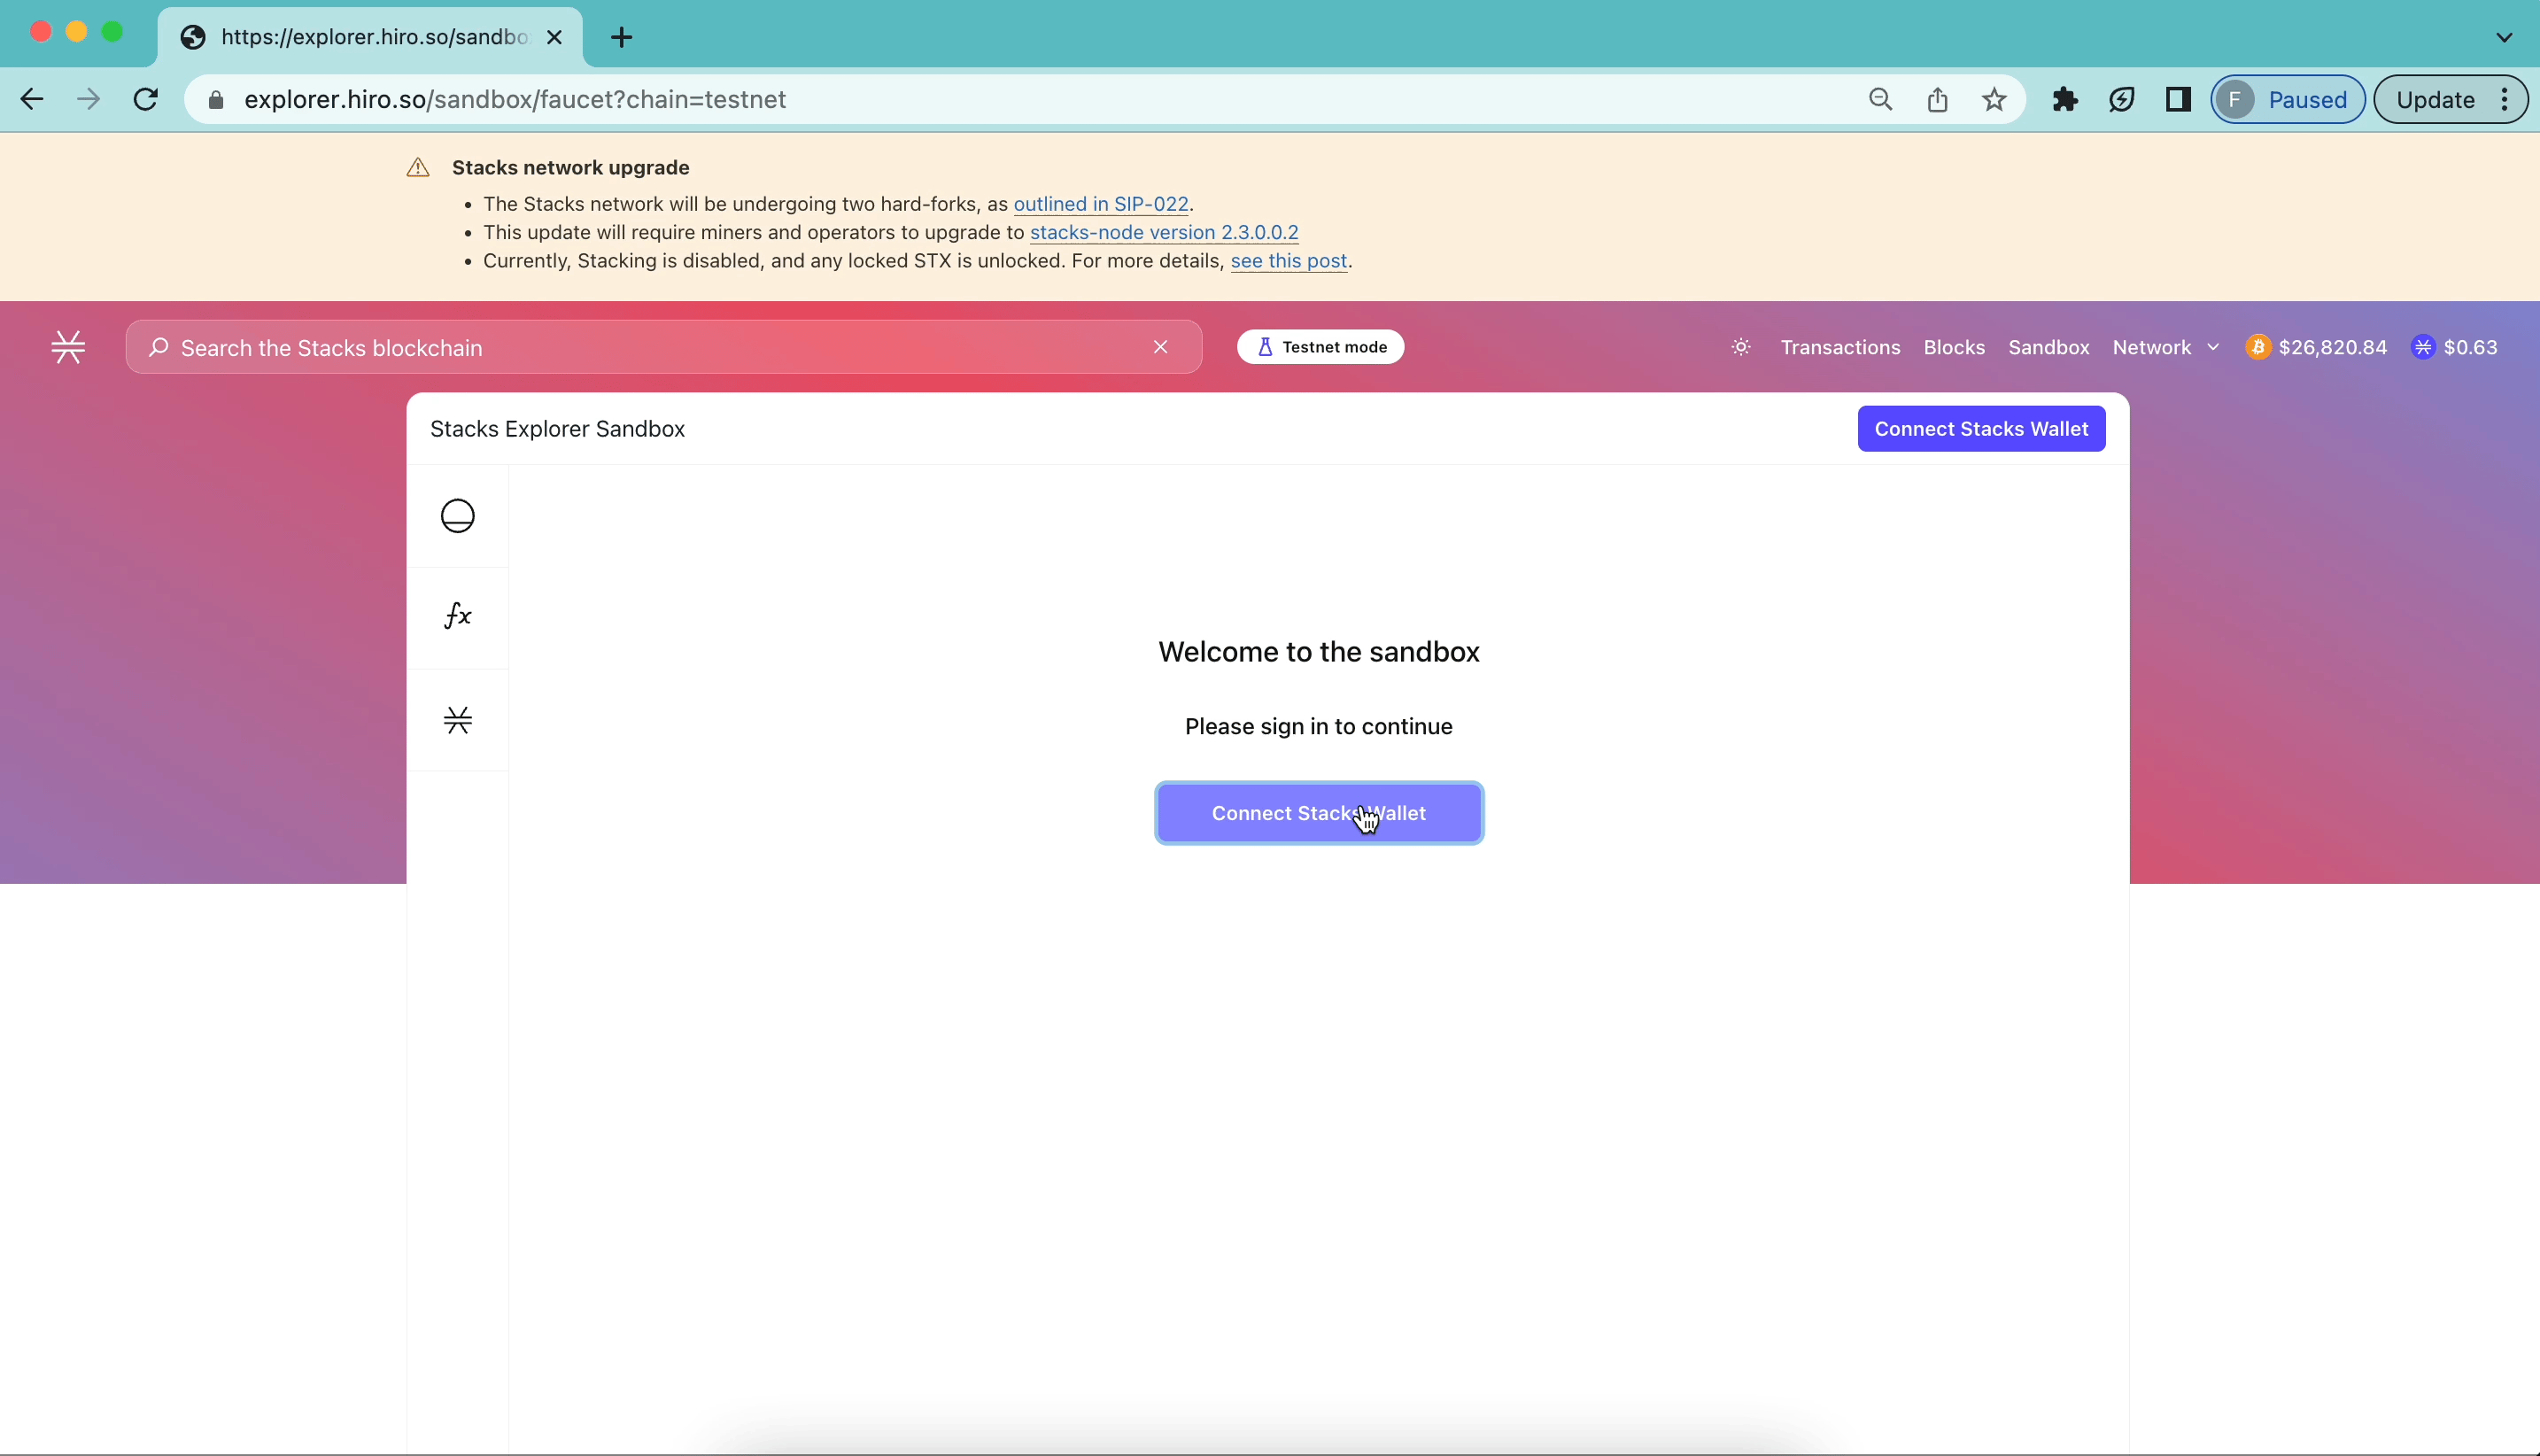 https://explorer.hiro.so/sandbo
explorer.hiro.so/sandbox/faucet?chain=testnet
F Paused
Update
Stacks network upgrade
• The Stacks network will be undergoing two hard-forks, as outlined in SIP-022.
• This update will require miners and operators to upgrade to stacks-node version 2.3.0.0.2
• Currently, Stacking is disabled, and any locked STX is unlocked. For more details, see this post.
Search the Stacks blockchain
Testnet mode
Transactions Blocks Sandbox Network $26,820.84 $0.63
Stacks Explorer Sandbox
Connect Stacks Wallet
fx
Welcome to the sandbox
Please sign in to continue
Connect Stacks Wallet